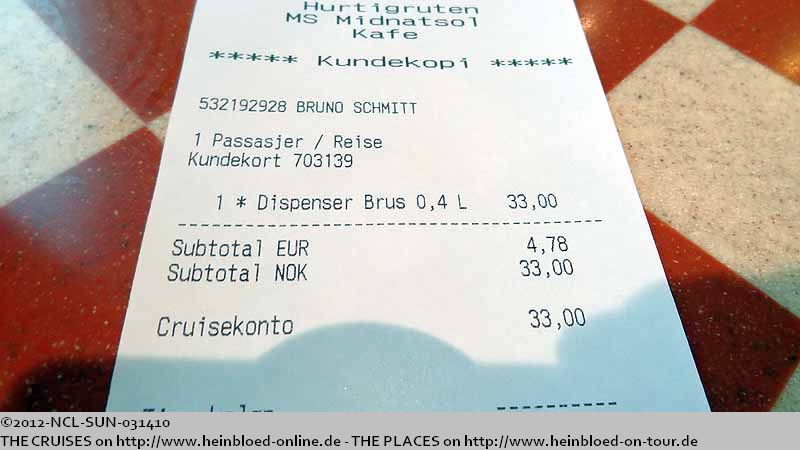 Hurtigruten
MS Midnatsol
Kafe
***** Kundekopi *****
532192928 BRUNO SCHMITT
1 Passasjer / Reise
Kundekort 703139
1 * Dispenser Brus 0,4 L 33,00
Subtotal EUR 4,78
Subtotal NOK 33,00
Cruisekonto 33,00
©2012-NCL-SUN-031410
THE CRUISES on http://www.heinbloed-online.de - THE PLACES on http://www.heinbloed-on-tour.de